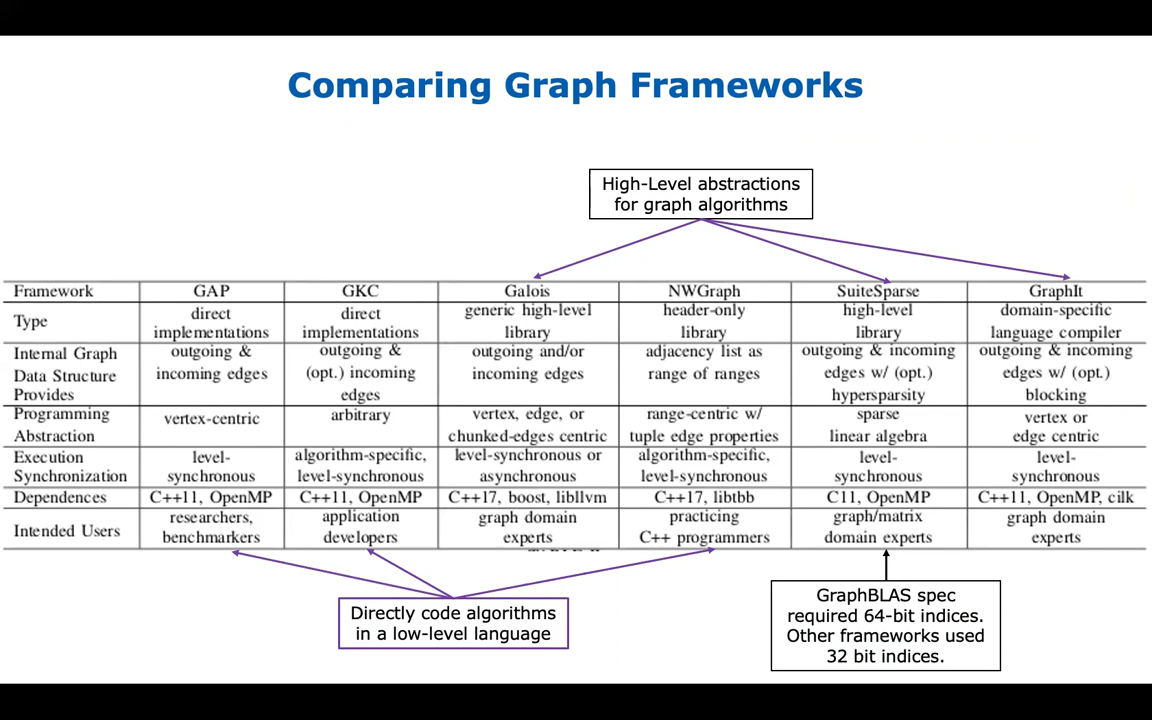 Comparing Graph Frameworks
High-Level abstractions
for graph algorithms
Framework GAP GKC Galois NWGraph SuiteSparse GraphIt
Type direct implementations direct implementations generic high-level library header-only library high-level library domain-specific language compiler
Internal Graph Data Structure Provides outgoing & incoming edges outgoing & (opt.) incoming edges outgoing and/or incoming edges adjacency list as range of ranges outgoing & incoming edges w/ (opt.) hypersparsity outgoing & incoming edges w/ (opt.) blocking
Programming Abstraction vertex-centric arbitrary vertex, edge, or chunked-edges centric range-centric w/ tuple edge properties sparse linear algebra vertex or edge centric
Execution Synchronization level-synchronous algorithm-specific, level-synchronous level-synchronous or asynchronous algorithm-specific, level-synchronous level-synchronous level-synchronous
Dependences C++11, OpenMP C++11, OpenMP C++17, boost, libllvm C++17, libtbb C11, OpenMP C++11, OpenMP, cilk
Intended Users researchers, benchmarkers application developers graph domain experts practicing C++ programmers graph/matrix domain experts graph domain experts
Directly code algorithms
in a low-level language
GraphBLAS spec
required 64-bit indices.
Other frameworks used
32 bit indices.